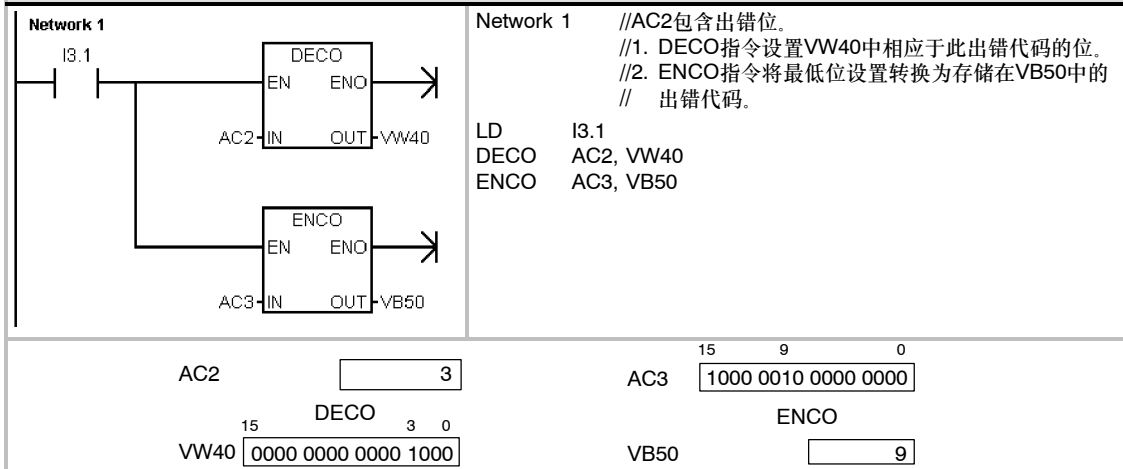 Network 1
I3.1
DECO
EN ENO
AC2 IN OUT VW40
ENCO
EN ENO
AC3 IN OUT VB50
Network 1 //AC2包含出错位。
//1. DECO指令设置VW40中相应于此出错代码的位。
//2. ENCO指令将最低位设置转换为存储在VB50中的
// 出错代码。
LD I3.1
DECO AC2, VW40
ENCO AC3, VB50
AC2 3
DECO
15 3 0
VW40 0000 0000 0000 1000
15 9 0
AC3 1000 0010 0000 0000
ENCO
VB50 9